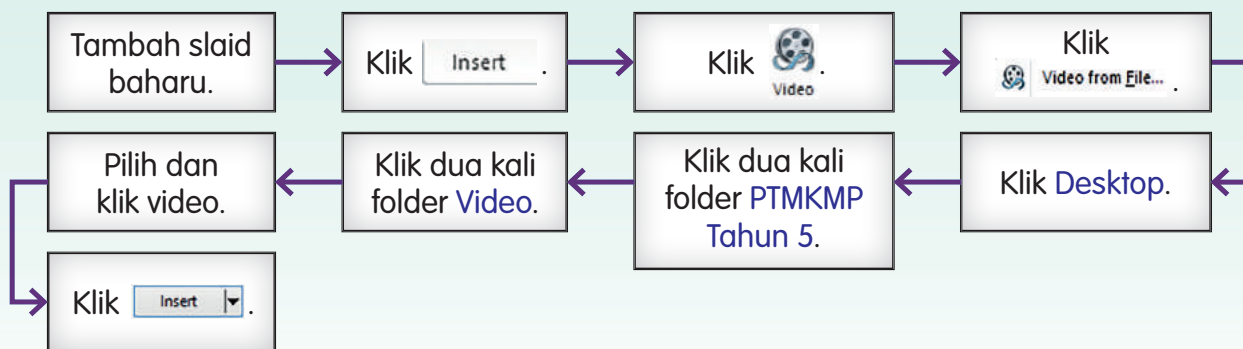 Tambah slaid
baharu.
Klik Insert .
Klik Video .
Klik
Video from File... .
Klik Desktop.
Klik dua kali
folder PTMKMP
Tahun 5.
Klik dua kali
folder Video.
Pilih dan
klik video.
Klik Insert .